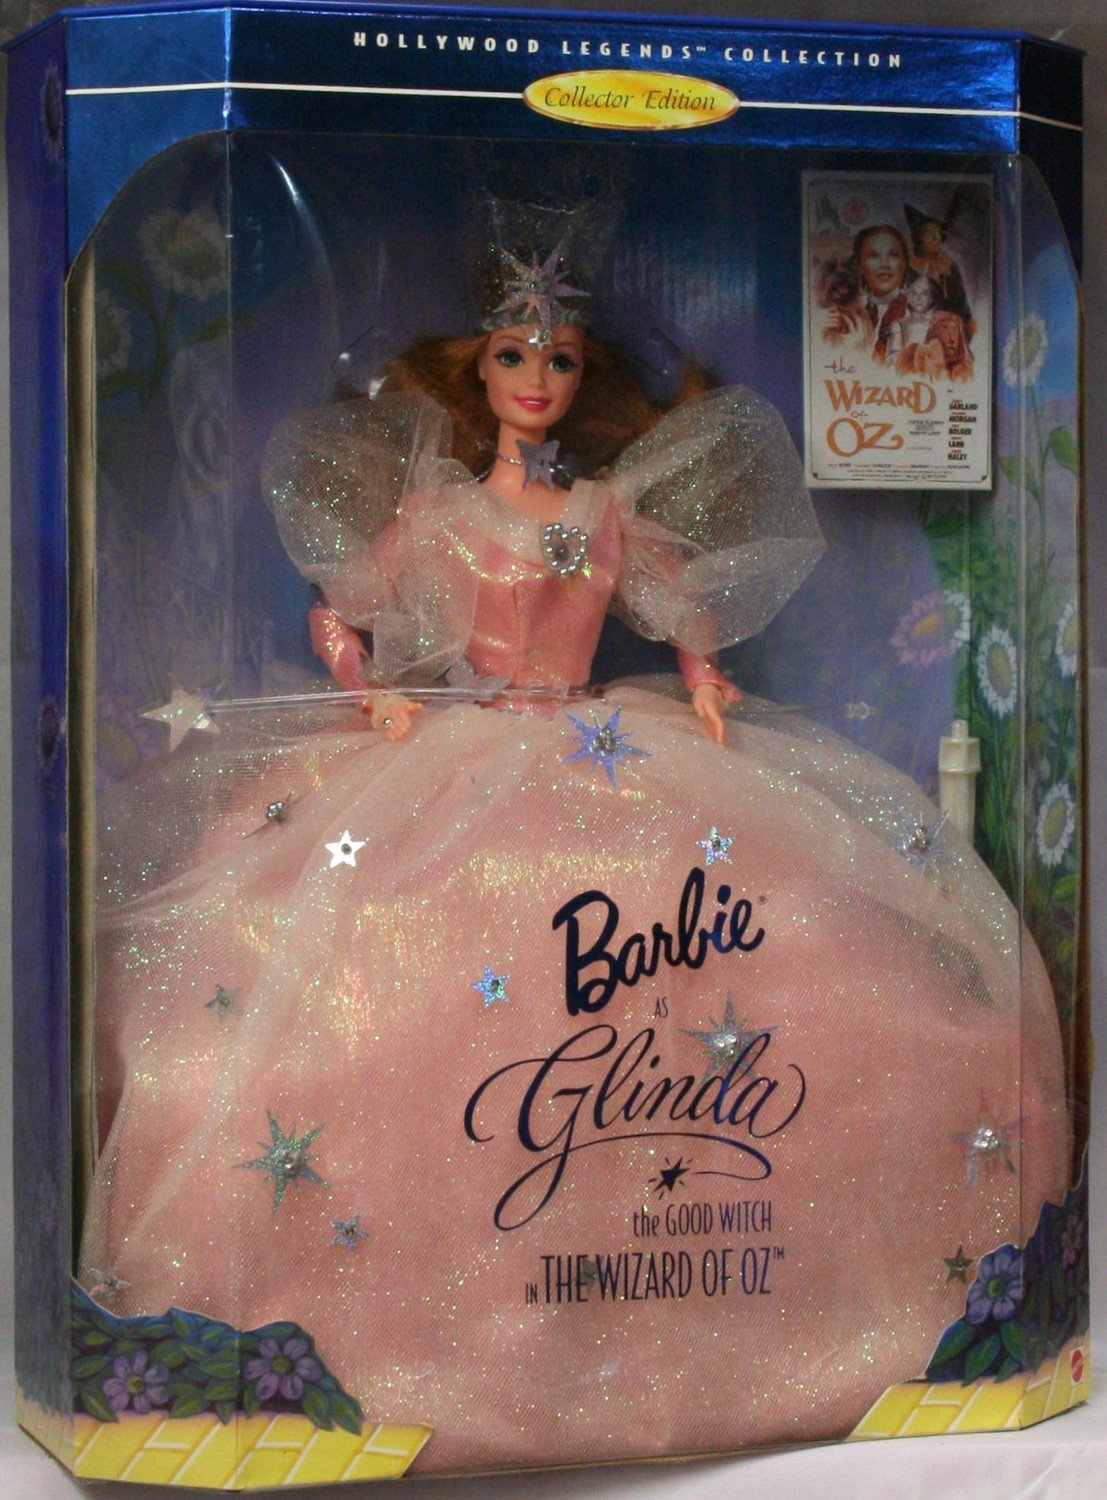 HOLLYWOOD LEGENDS™ COLLECTION
Collector Edition
the
WIZARD
OF
OZ
GARLAND
MORGAN
BOLGER
LAHR
HALEY
Barbie®
AS
Glinda
the GOOD WITCH
IN THE WIZARD OF OZ™